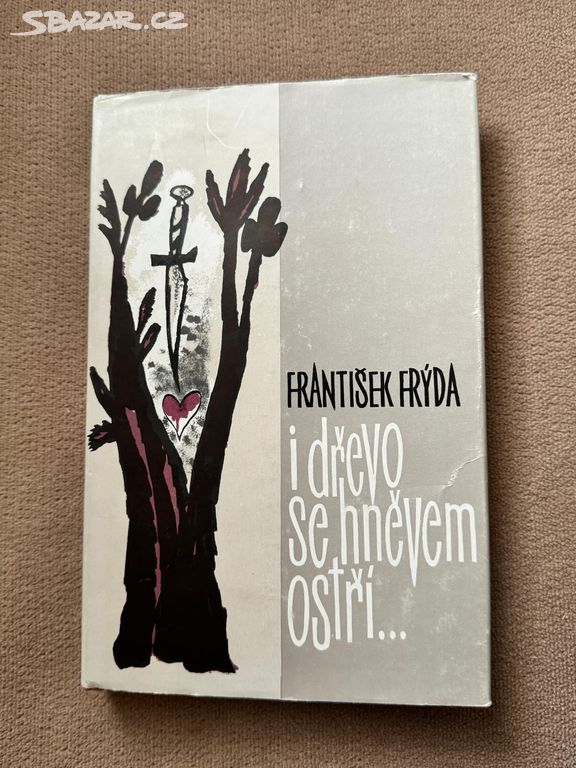 SBAZAR.CZ
FRANTIŠEK FRÝDA
i dřevo
se hněvem
ostří...